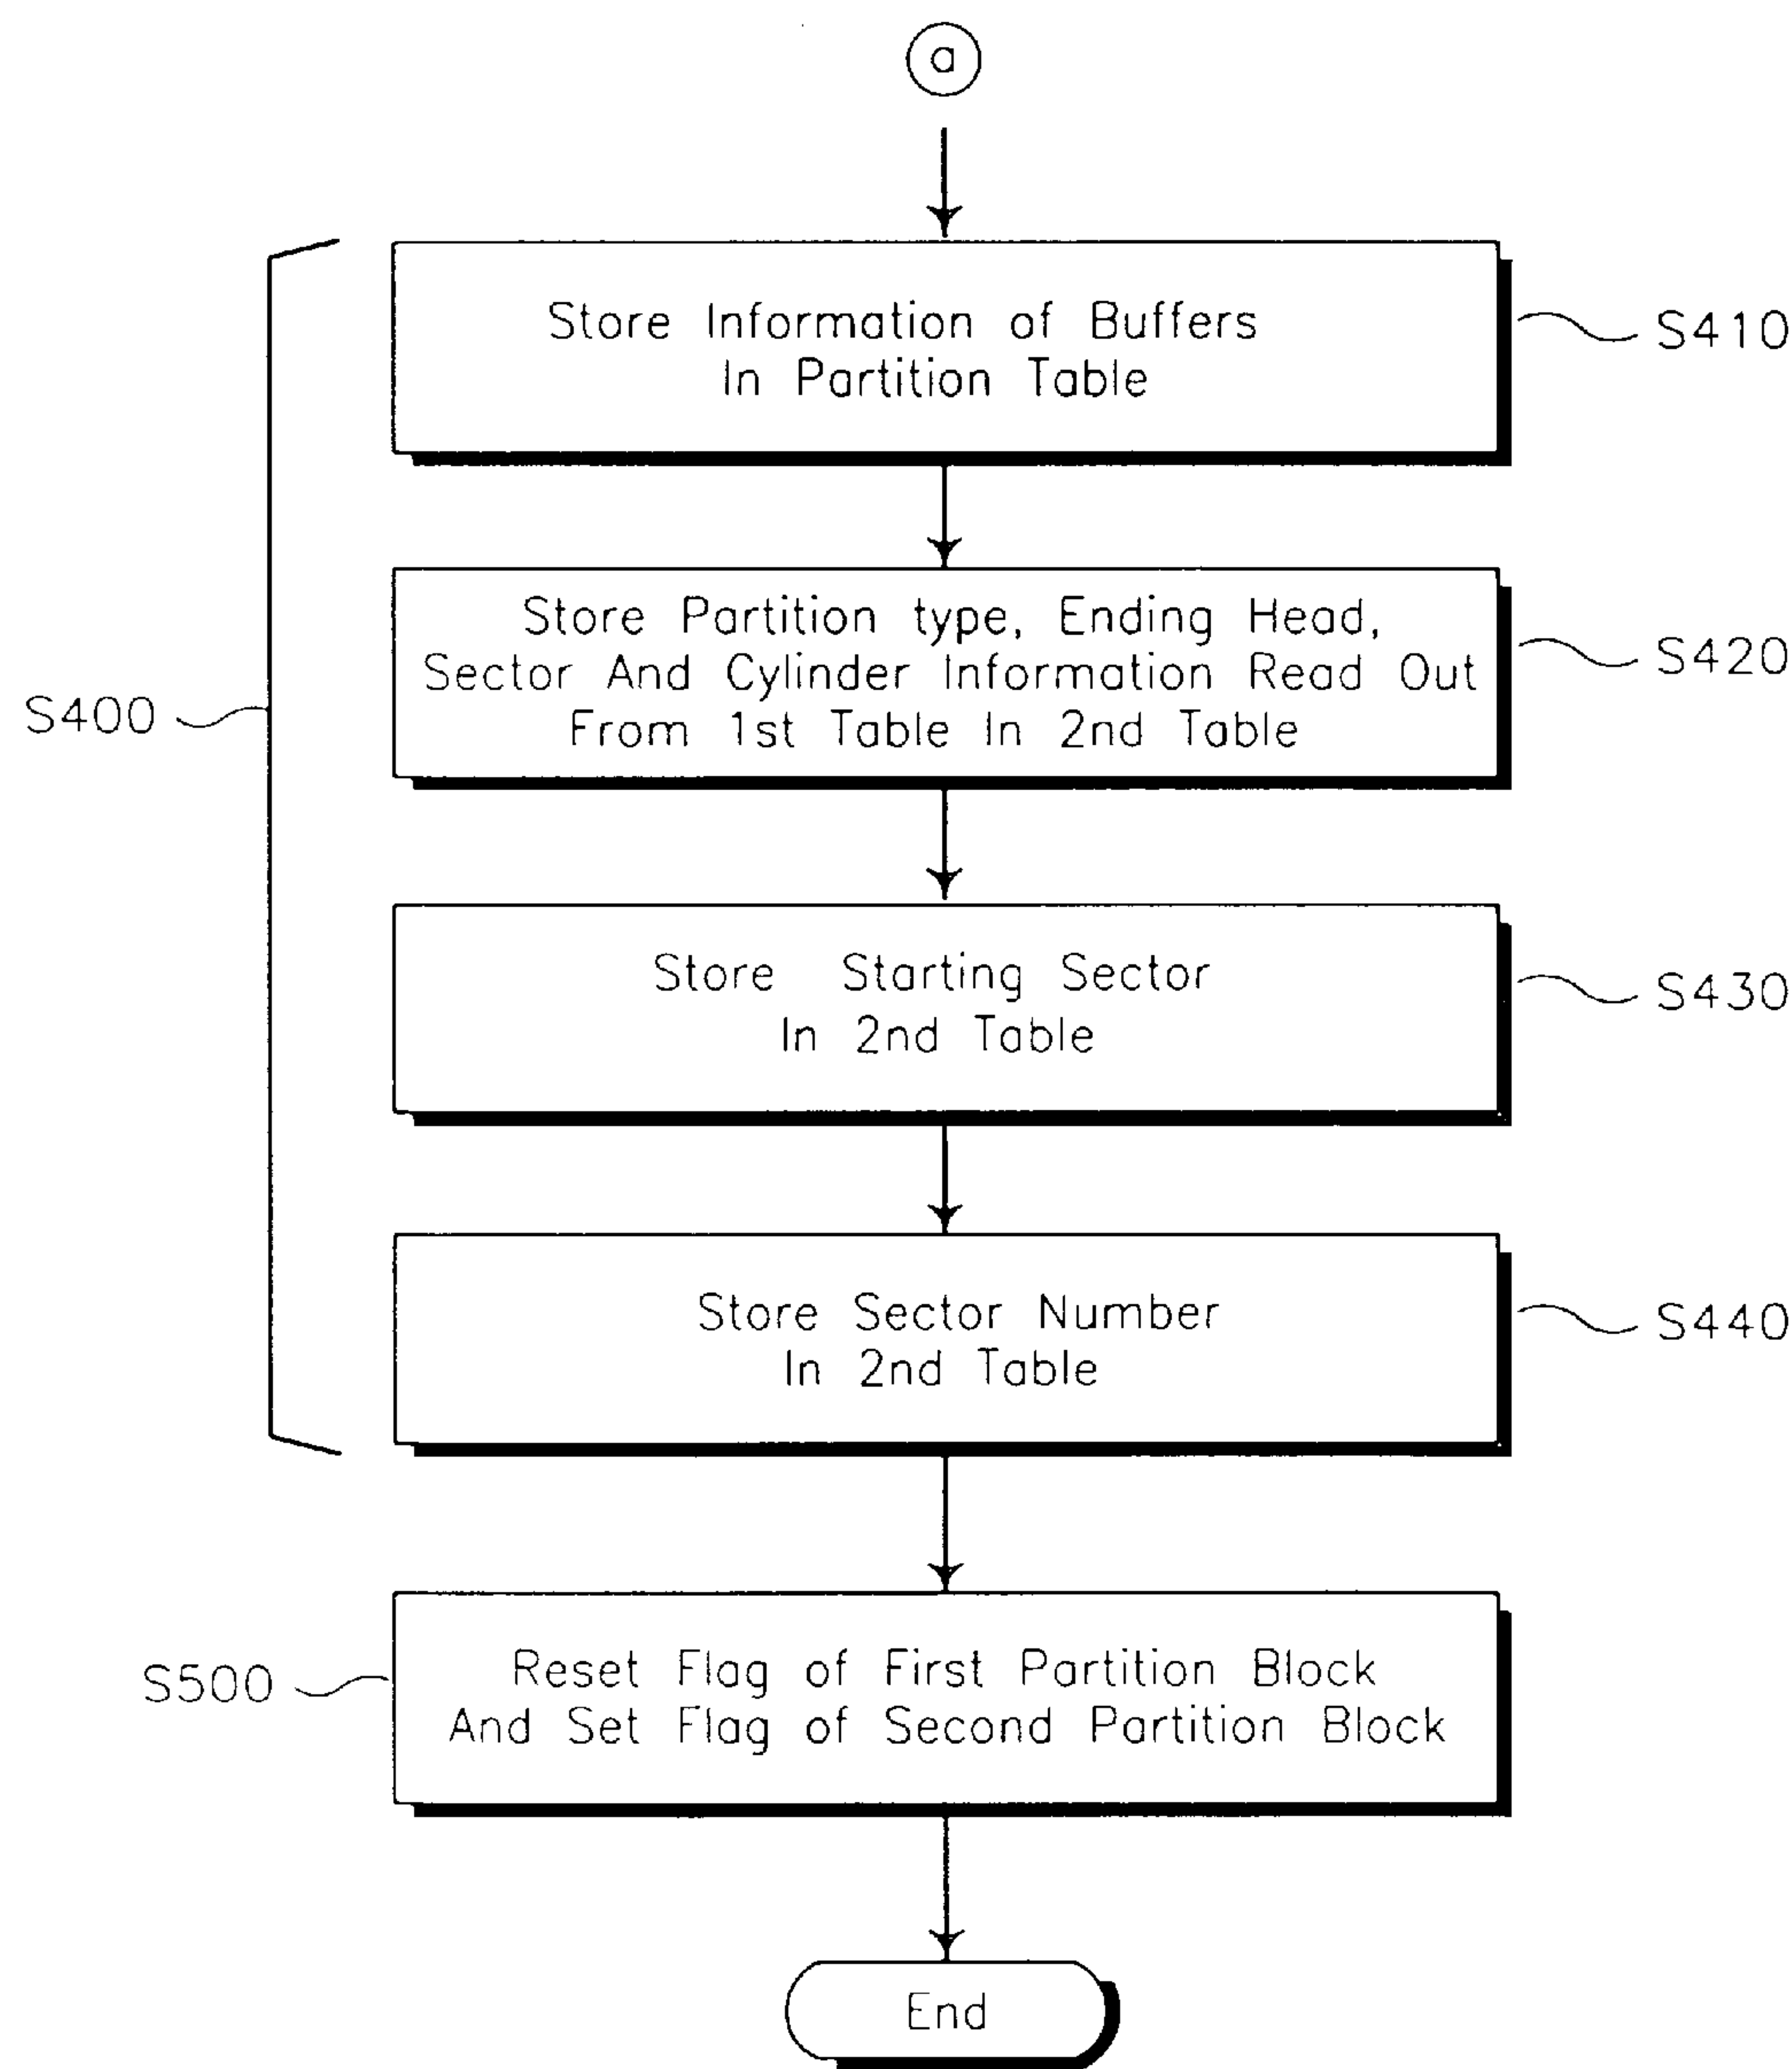 a
Store Information of Buffers
In Partition Table
S410
Store Partition type, Ending Head,
Sector And Cylinder Information Read Out
From 1st Table In 2nd Table
S420
S400
Store Starting Sector
In 2nd Table
S430
Store Sector Number
In 2nd Table
S440
Reset Flag of First Partition Block
And Set Flag of Second Partition Block
S500
End